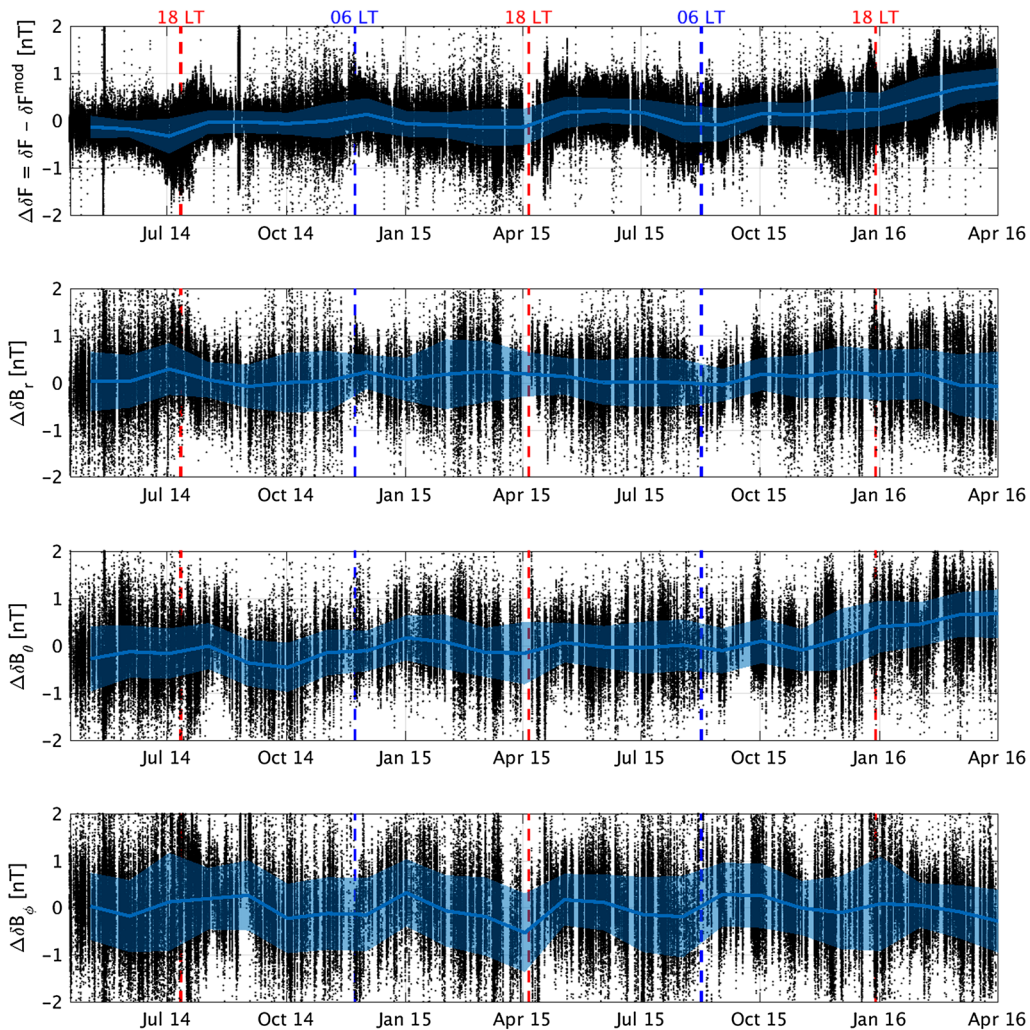 18 LT 06 LT 18 LT 06 LT 18 LT
ΔδF = δF − δF^mod [nT]
2
1
0
−1
−2
Jul 14 Oct 14 Jan 15 Apr 15 Jul 15 Oct 15 Jan 16 Apr 16
ΔδB_r [nT]
2
1
0
−1
−2
Jul 14 Oct 14 Jan 15 Apr 15 Jul 15 Oct 15 Jan 16 Apr 16
ΔδB_θ [nT]
2
1
0
−1
−2
Jul 14 Oct 14 Jan 15 Apr 15 Jul 15 Oct 15 Jan 16 Apr 16
ΔδB_ϕ [nT]
2
1
0
−1
−2
Jul 14 Oct 14 Jan 15 Apr 15 Jul 15 Oct 15 Jan 16 Apr 16